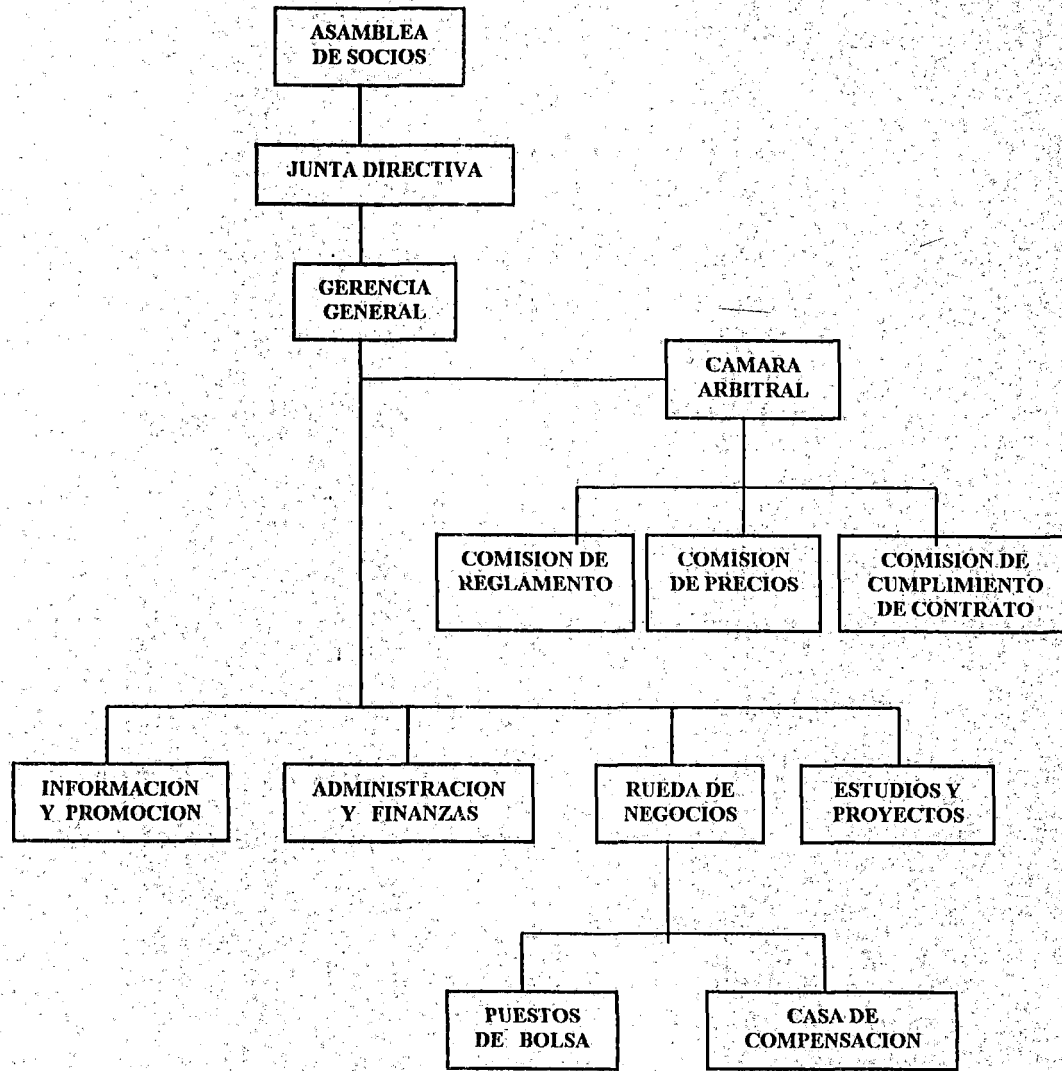 ASAMBLEA
DE SOCIOS
JUNTA DIRECTIVA
GERENCIA
GENERAL
CAMARA
ARBITRAL
COMISION DE
REGLAMENTO
COMISION
DE PRECIOS
COMISION DE
CUMPLIMIENTO
DE CONTRATO
INFORMACION
Y PROMOCION
ADMINISTRACION
Y FINANZAS
RUEDA DE
NEGOCIOS
ESTUDIOS Y
PROYECTOS
PUESTOS
DE BOLSA
CASA DE
COMPENSACION